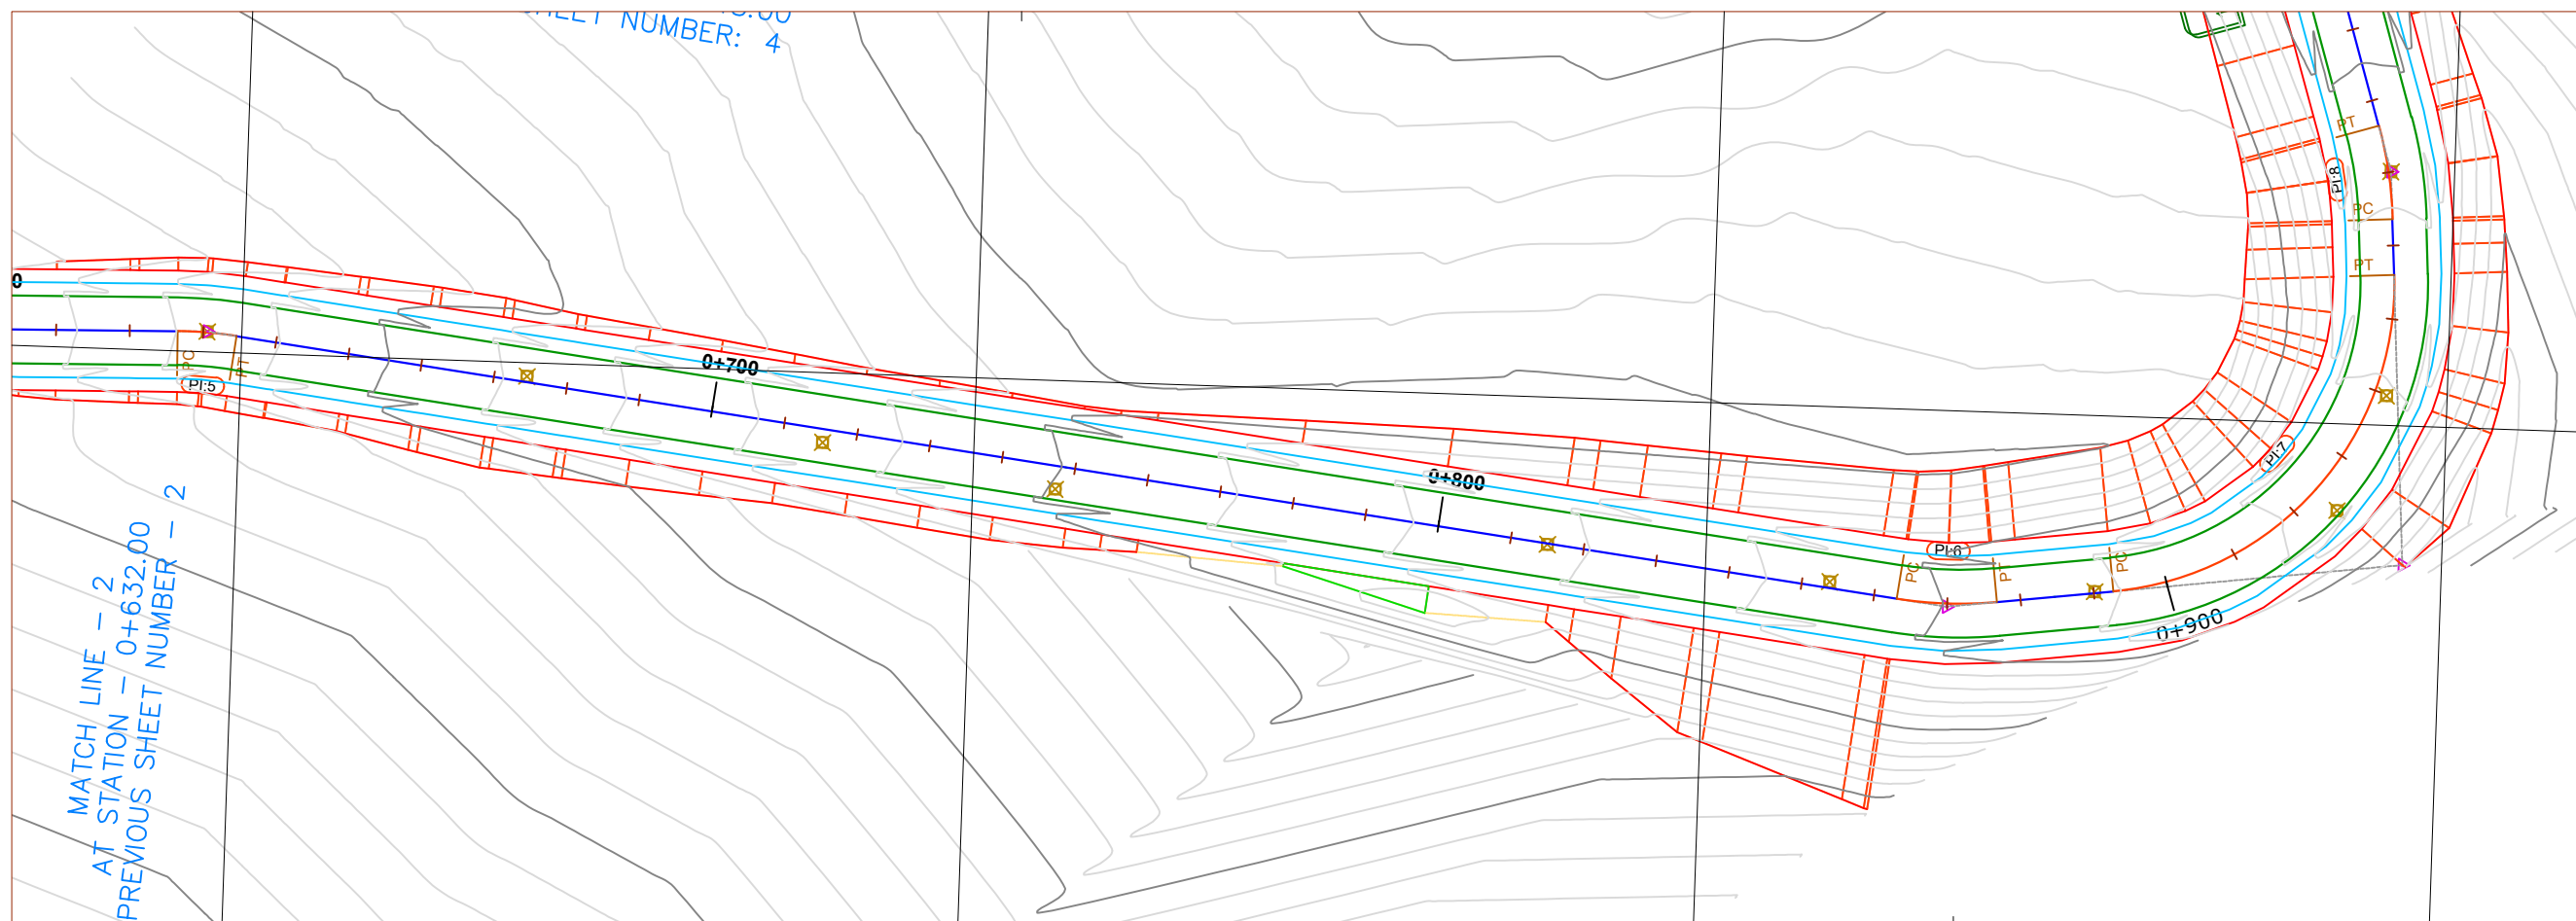 SHEET NUMBER: 4
PT
PI:8
PC
PT
0
0+700
PC
PT
PI:5
PI:7
0+800
PI:6
PC
PT
PC
0+900
MATCH LINE – 2
AT STATION – 0+632.00
PREVIOUS SHEET NUMBER – 2